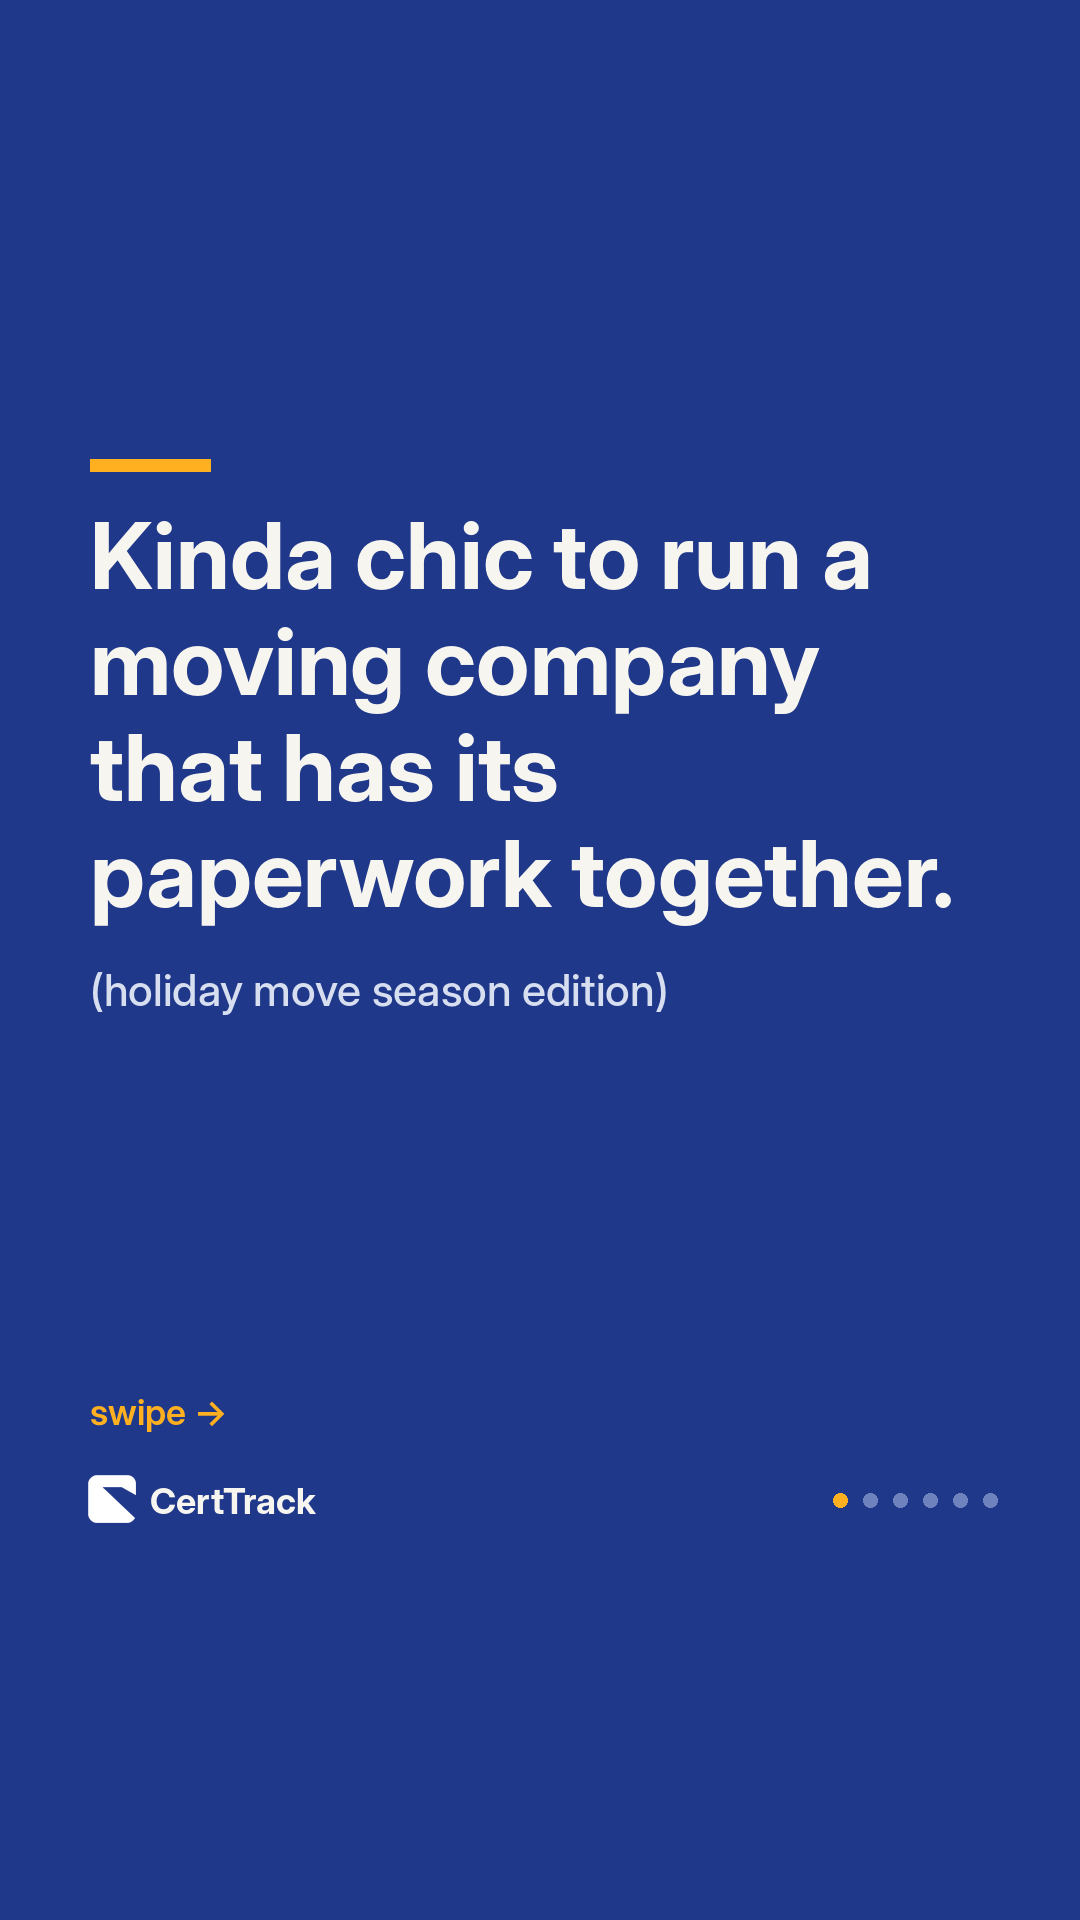 Kinda chic to run a
moving company
that has its
paperwork together.
(holiday move season edition)
swipe →
CertTrack